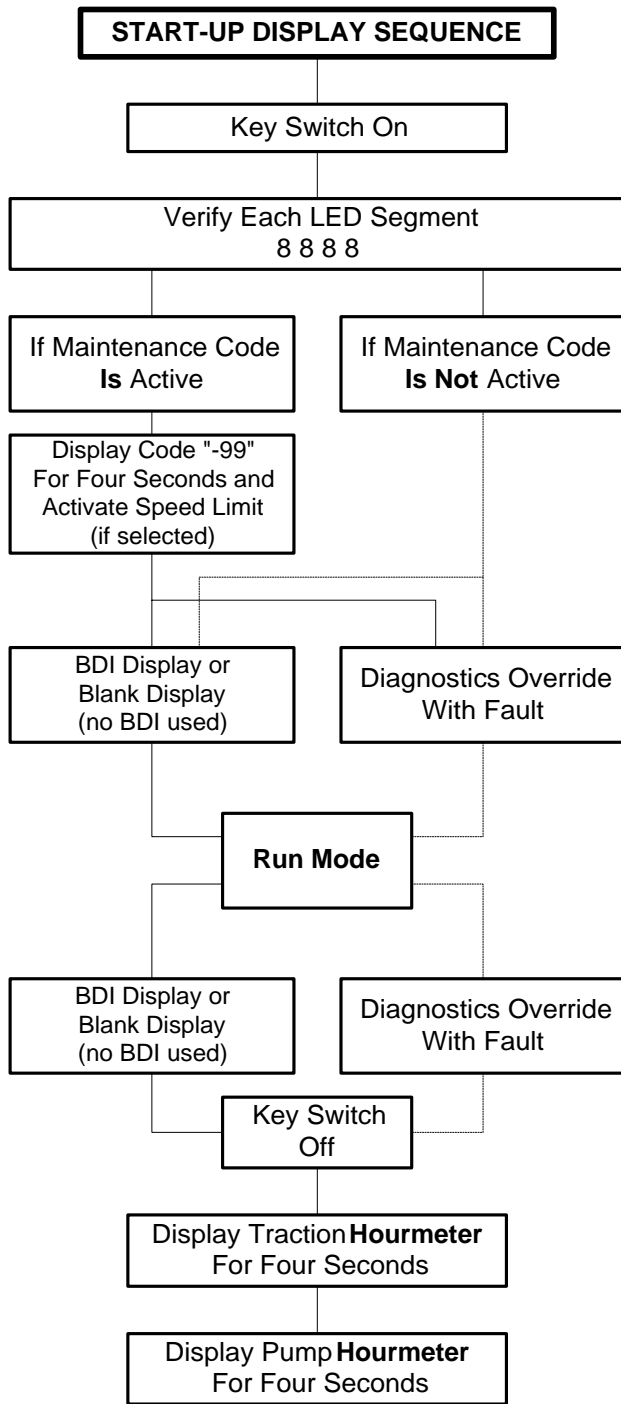 START-UP DISPLAY SEQUENCE
Key Switch On
Verify Each LED Segment
8 8 8 8
If Maintenance Code
Is Active
If Maintenance Code
Is Not Active
Display Code "-99"
For Four Seconds and
Activate Speed Limit
(if selected)
BDI Display or
Blank Display
(no BDI used)
Diagnostics Override
With Fault
Run Mode
BDI Display or
Blank Display
(no BDI used)
Diagnostics Override
With Fault
Key Switch
Off
Display Traction Hourmeter
For Four Seconds
Display Pump Hourmeter
For Four Seconds